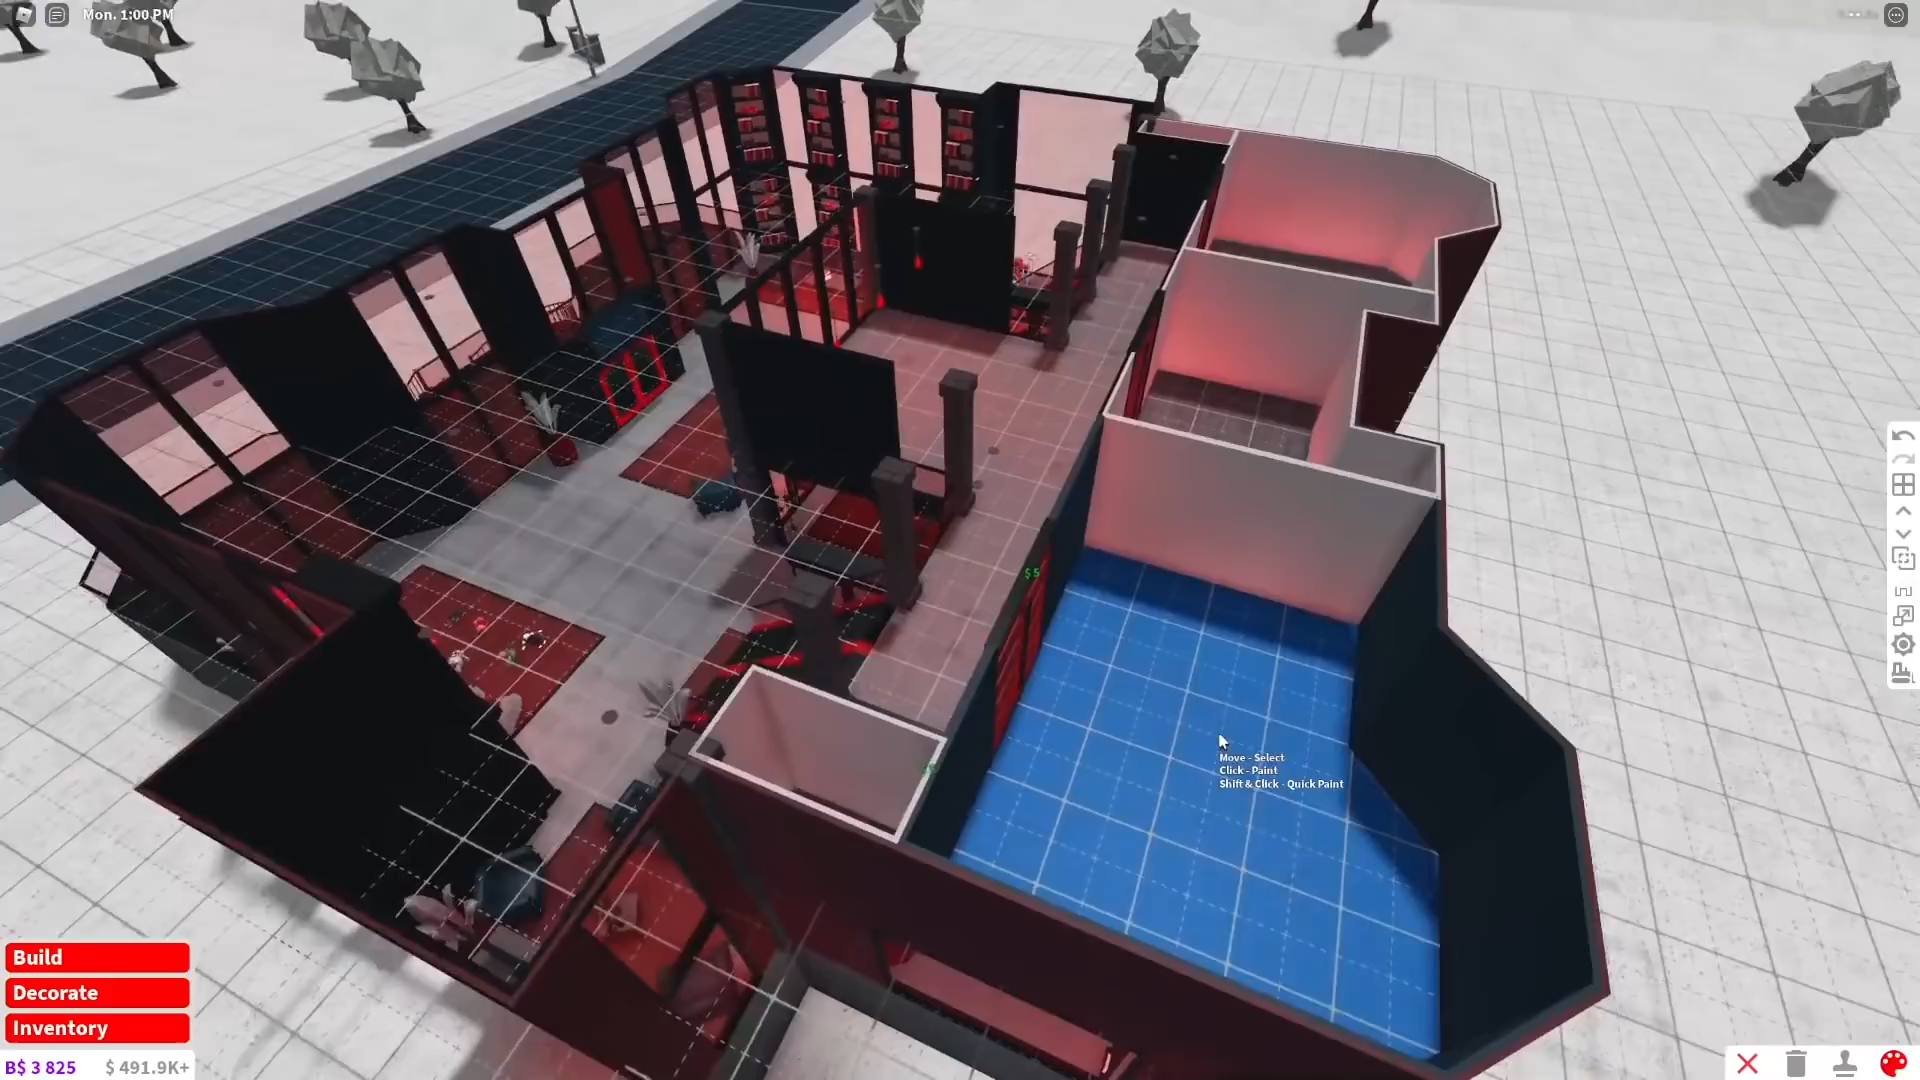 Mon. 1:00 PM
$5
Move - Select
Click - Paint
Shift & Click - Quick Paint
Build
Decorate
Inventory
B$ 3 825
$ 491.9K+